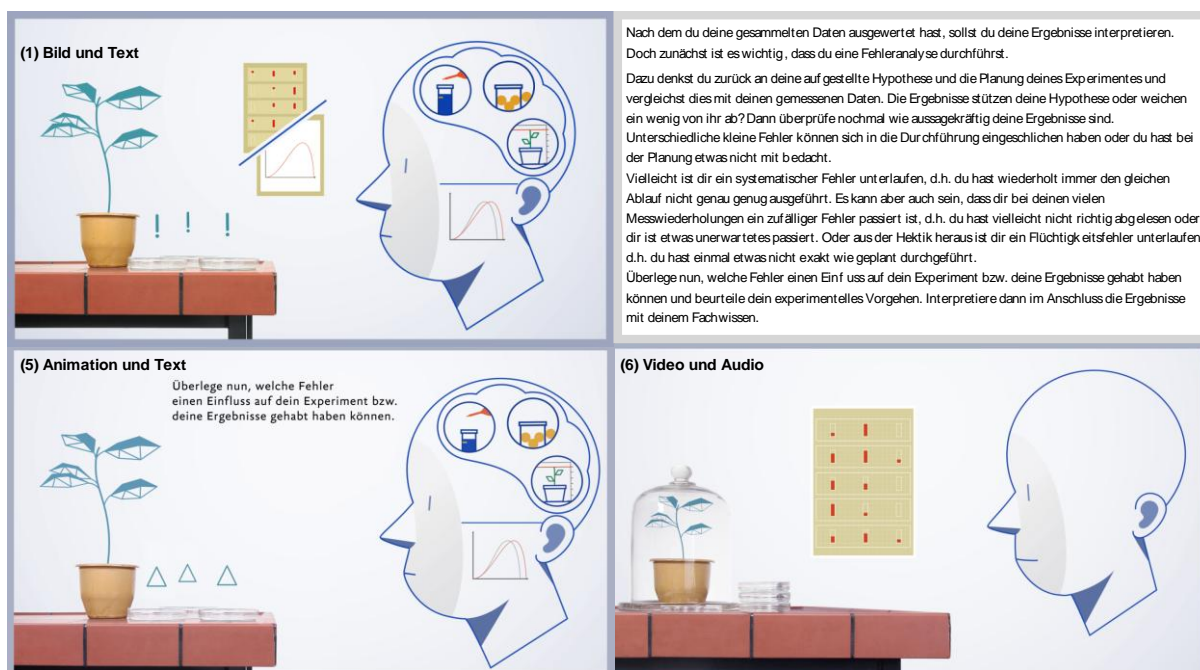 (1) Bild und Text
Nach dem du deine gesammelten Daten ausgewertet hast, sollst du deine Ergebnisse interpretieren.
Doch zunächst ist es wichtig, dass du eine Fehleranalyse durchführst.
Dazu denkst du zurück an deine auf gestellte Hypothese und die Planung deines Experimentes und
vergleichst dies mit deinen gemessenen Daten. Die Ergebnisse stützen deine Hypothese oder weichen
ein wenig von ihr ab? Dann überprüfe nochmal wie aussagekräftig deine Ergebnisse sind.
Unterschiedliche kleine Fehler können sich in die Durchführung eingeschlichen haben oder du hast bei
der Planung etwas nicht mit bedacht.
Vielleicht ist dir ein systematischer Fehler unterlaufen, d.h. du hast wiederholt immer den gleichen
Ablauf nicht genau genug ausgeführt. Es kann aber auch sein, dass dir bei deinen vielen
Messwiederholungen ein zufälliger Fehler passiert ist, d.h. du hast vielleicht nicht richtig abgelesen oder
dir ist etwas unerwartetes passiert. Oder aus der Hektik heraus ist dir ein Flüchtigkeitsfehler unterlaufen
d.h. du hast einmal etwas nicht exakt wie geplant durchgeführt.
Überlege nun, welche Fehler einen Einf uss auf dein Experiment bzw. deine Ergebnisse gehabt haben
können und beurteile dein experimentelles Vorgehen. Interpretiere dann im Anschluss die Ergebnisse
mit deinem Fachwissen.
(5) Animation und Text
Überlege nun, welche Fehler
einen Einfluss auf dein Experiment bzw.
deine Ergebnisse gehabt haben können.
(6) Video und Audio